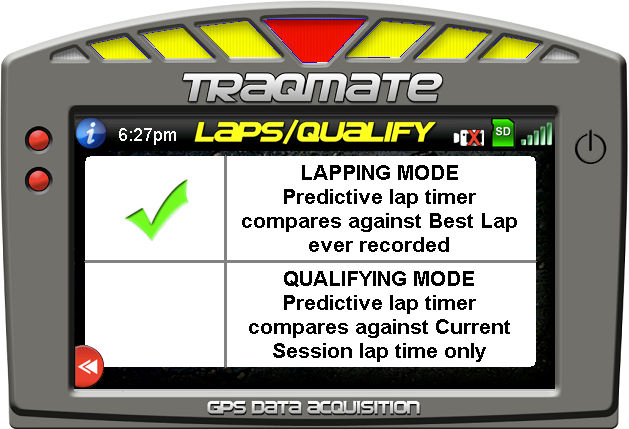 TRAQMATE
6:27pm LAPS/QUALIFY SD
LAPPING MODE
Predictive lap timer
compares against Best Lap
ever recorded
QUALIFYING MODE
Predictive lap timer
compares against Current
Session lap time only
GPS DATA ACQUISITION